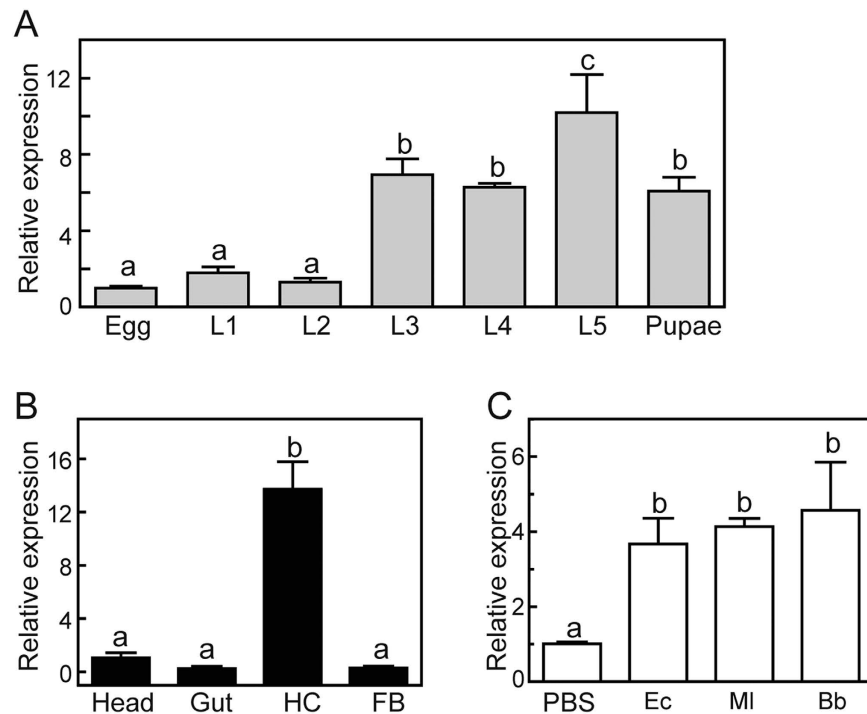 A
Relative expression
12
8
4
0
a
a
a
b
b
c
b
Egg L1 L2 L3 L4 L5 Pupae
B
Relative expression
16
12
8
4
0
a
a
b
a
Head Gut HC FB
C
Relative expression
6
4
2
0
a
b
b
b
PBS Ec Ml Bb